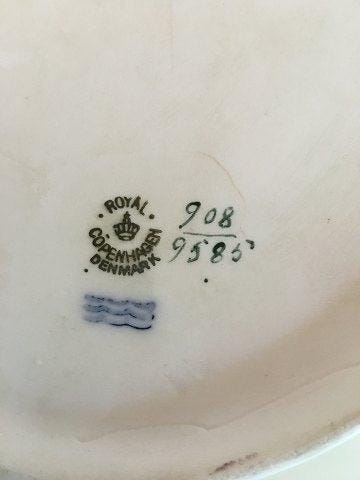 ROYAL
COPENHAGEN
DENMARK
908
9585